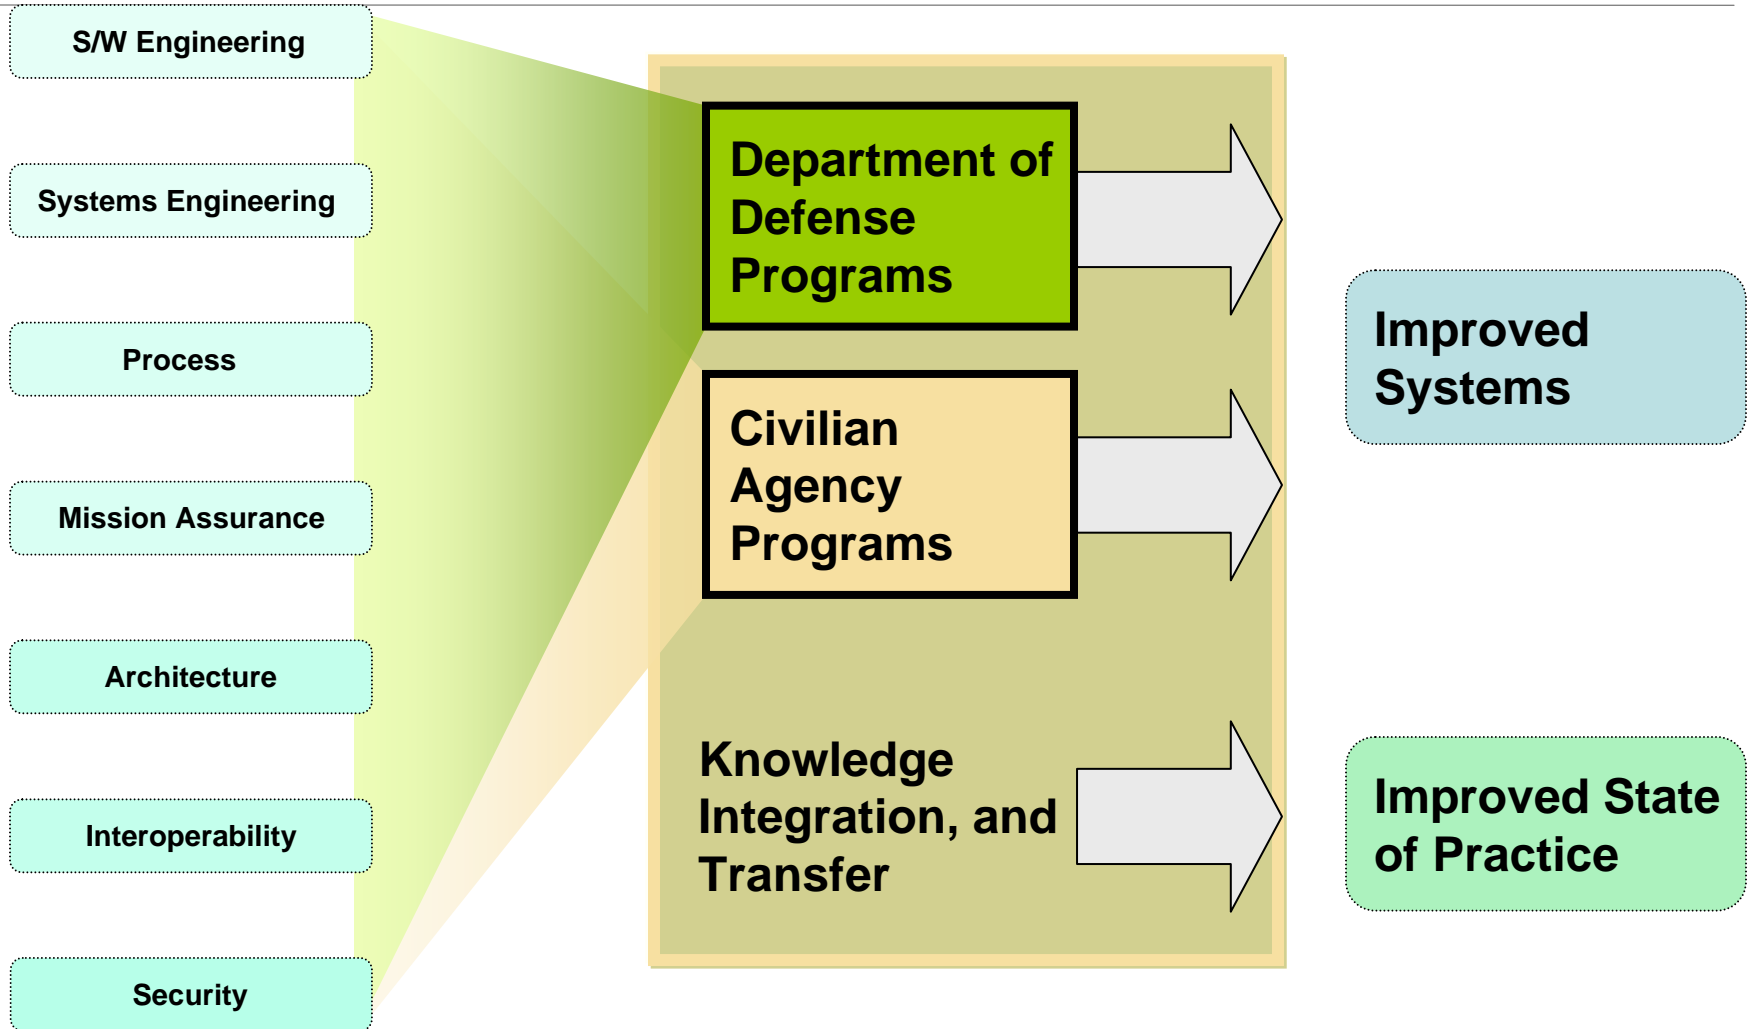 S/W Engineering
Systems Engineering
Process
Mission Assurance
Architecture
Interoperability
Security
Department of
Defense
Programs
Civilian
Agency
Programs
Knowledge
Integration, and
Transfer
Improved
Systems
Improved State
of Practice